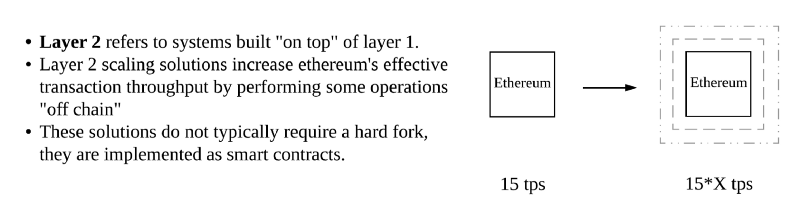 • Layer 2 refers to systems built "on top" of layer 1.
• Layer 2 scaling solutions increase ethereum's effective
transaction throughput by performing some operations
"off chain"
• These solutions do not typically require a hard fork,
they are implemented as smart contracts.
Ethereum
Ethereum
15 tps
15*X tps